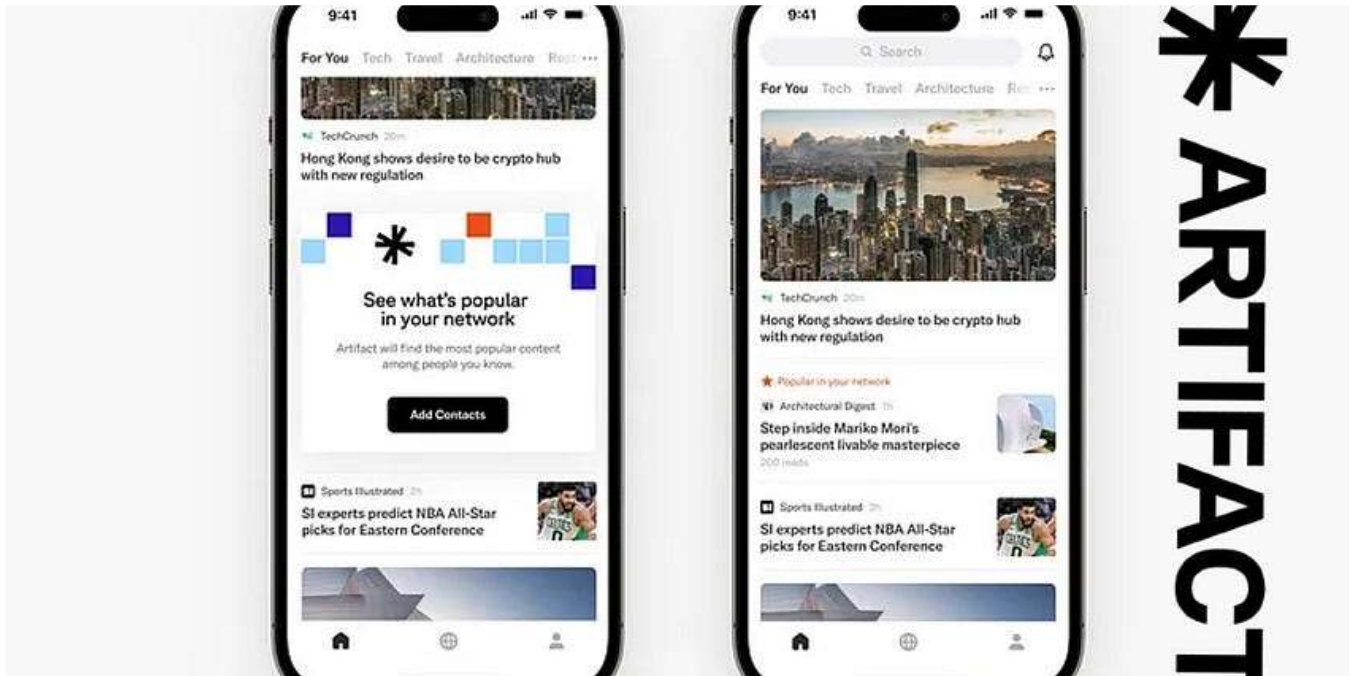 9:41
For You Tech Travel Architecture
TechCrunch 20m
Hong Kong shows desire to be crypto hub
with new regulation
See what's popular
in your network
Artifact will find the most popular content
among people you know.
Add Contacts
Sports Illustrated 2h
SI experts predict NBA All-Star
picks for Eastern Conference
9:41
Search
For You Tech Travel Architecture
TechCrunch 20m
Hong Kong shows desire to be crypto hub
with new regulation
Popular in your network
Architectural Digest 1h
Step inside Mariko Mori's
pearlescent livable masterpiece
200 reads
Sports Illustrated 2h
SI experts predict NBA All-Star
picks for Eastern Conference
ARTIFACT